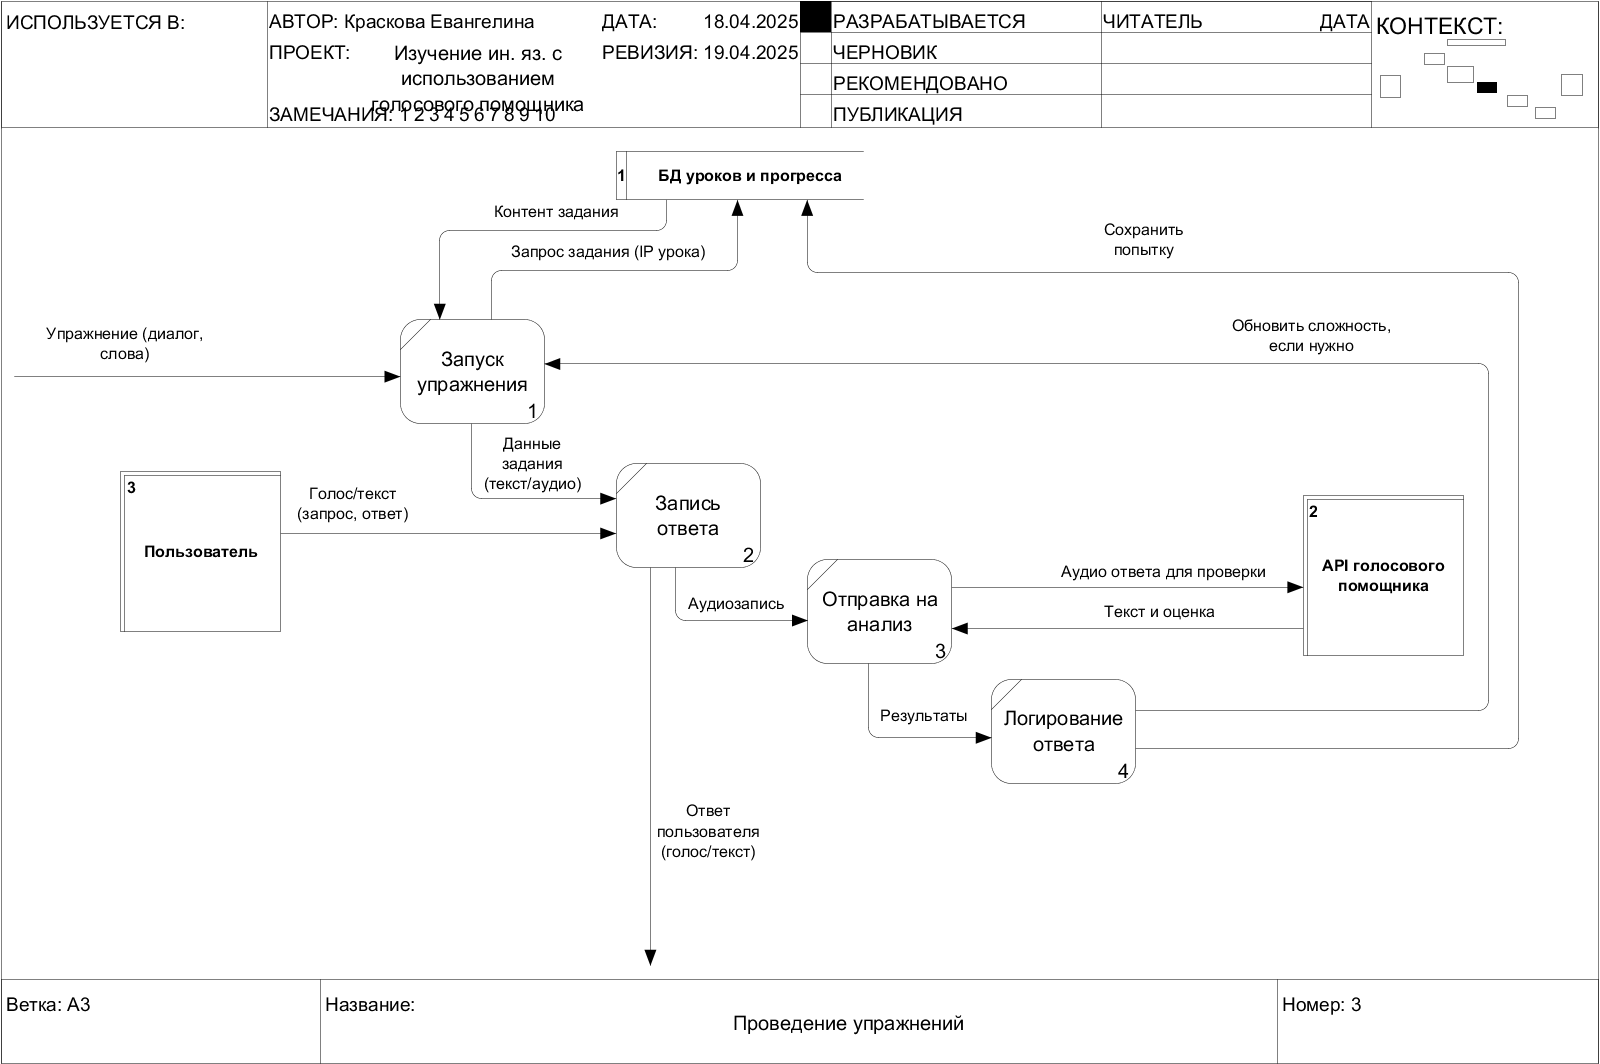 ИСПОЛЬЗУЕТСЯ В:
АВТОР: Краскова Евангелина
ДАТА: 18.04.2025
ПРОЕКТ: Изучение ин. яз. с
использованием
голосового помощника
РЕВИЗИЯ: 19.04.2025
ЗАМЕЧАНИЯ: 1 2 3 4 5 6 7 8 9 10
РАЗРАБАТЫВАЕТСЯ
ЧЕРНОВИК
РЕКОМЕНДОВАНО
ПУБЛИКАЦИЯ
ЧИТАТЕЛЬ ДАТА
КОНТЕКСТ:
1 БД уроков и прогресса
Контент задания
Запрос задания (IP урока)
Сохранить
попытку
Упражнение (диалог,
слова)
Обновить сложность,
если нужно
Запуск
упражнения
1
Данные
задания
(текст/аудио)
3
Пользователь
Голос/текст
(запрос, ответ)
Запись
ответа
2
Аудиозапись
Отправка на
анализ
3
Аудио ответа для проверки
Текст и оценка
2
API голосового
помощника
Результаты
Логирование
ответа
4
Ответ
пользователя
(голос/текст)
Ветка: A3
Название:
Проведение упражнений
Номер: 3